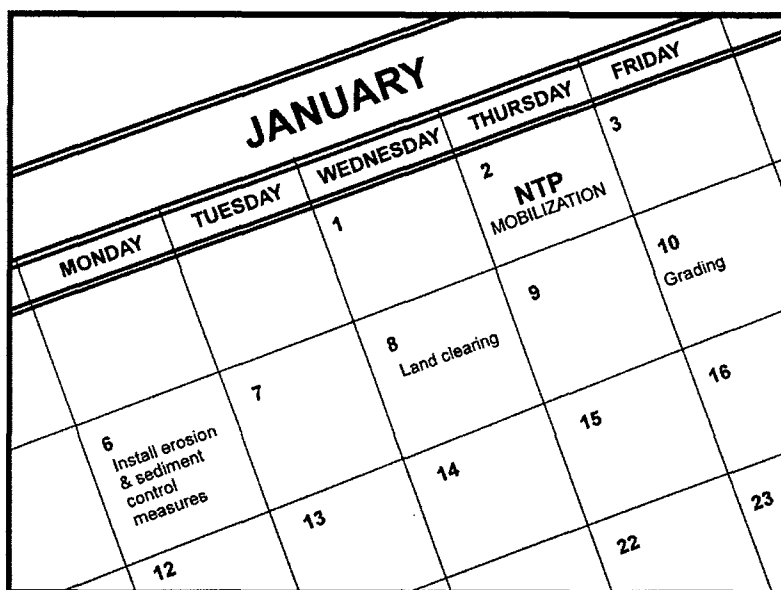 JANUARY
MONDAY
TUESDAY
WEDNESDAY
THURSDAY
FRIDAY
1
2
NTP
MOBILIZATION
3
6
Install erosion
& sediment
control
measures
7
8
Land clearing
9
10
Grading
12
13
14
15
16
22
23